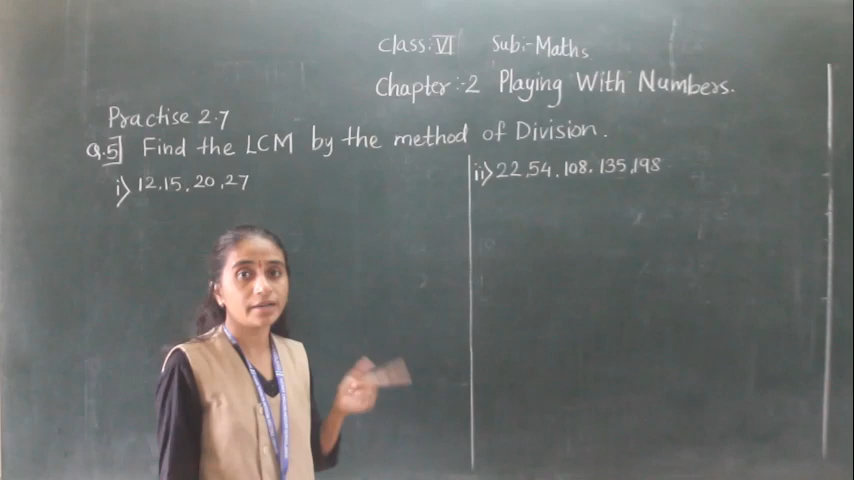 Class:VI Sub:-Maths
Chapter:-2 Playing With Numbers.
Practise 2.7
Q.5] Find the LCM by the method of Division.
i> 12,15,20,27
ii> 22,54,108,135,198